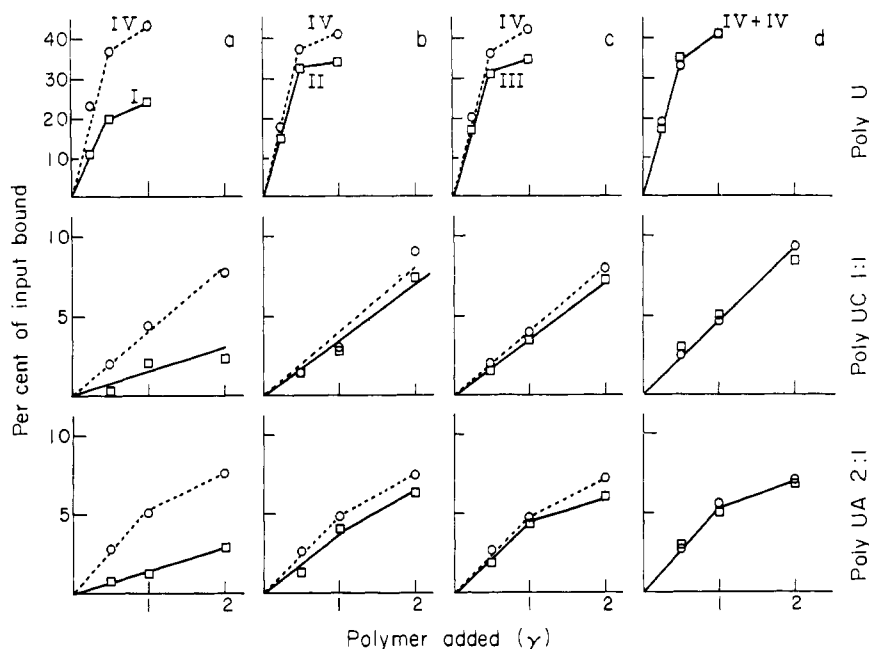 IV
a
IV
b
IV
c
IV + IV
d
40
30
20
10
I
II
III
Poly U
Per cent of input bound
10
5
Poly UC 1:1
10
5
Poly UA 2:1
1
2
1
2
1
2
1
2
Polymer added (γ)